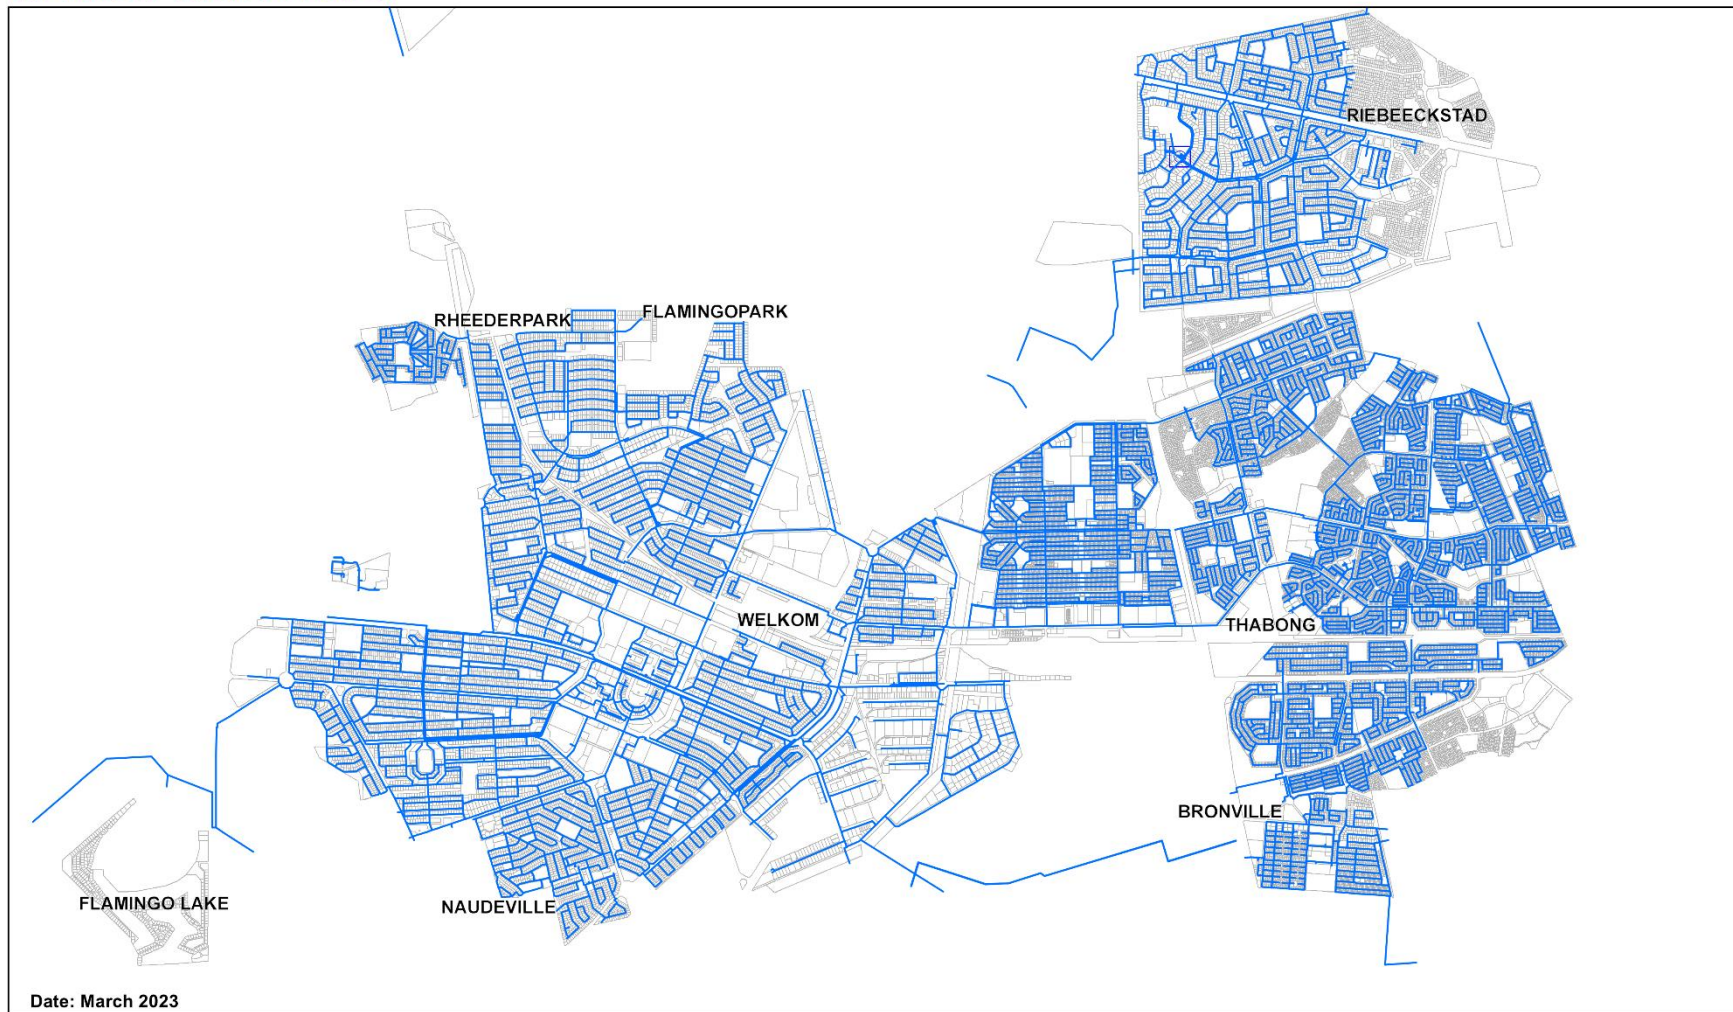 RIEBEECKSTAD
FLAMINGOPARK
RHEEDERPARK
WELKOM
THABONG
BRONVILLE
FLAMINGO LAKE
NAUDEVILLE
Date: March 2023